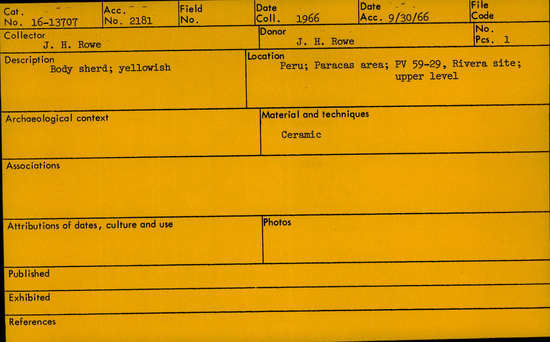 Cat. No. 16-13707 Acc. No. 2181 Field No. Date Coll. 1966 Date Acc. 9/30/66 File Code
Collector J. H. Rowe Donor J. H. Rowe No. Pcs. 1
Description Body sherd; yellowish
Location Peru; Paracas area; PV 59-29, Rivera site;
upper level
Archaeological context
Material and techniques
Ceramic
Associations
Attributions of dates, culture and use
Photos
Published
Exhibited
References